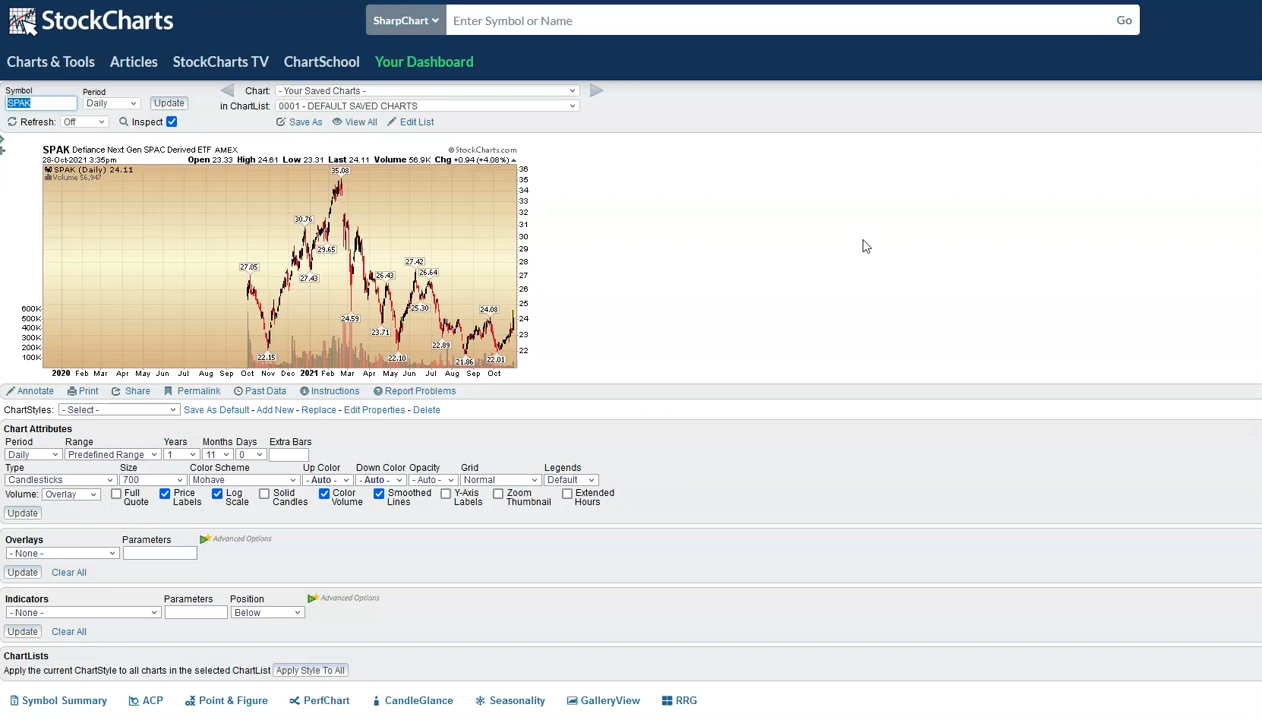 StockCharts
SharpChart
Enter Symbol or Name
Go
Charts & Tools
Articles
StockCharts TV
ChartSchool
Your Dashboard
Symbol
Period
Chart:
- Your Saved Charts -
SPAK
Daily
Update
in ChartList:
0001 - DEFAULT SAVED CHARTS
Refresh:
Off
Inspect
Save As
View All
Edit List
SPAK Defiance Next Gen SPAC Derived ETF AMEX
© StockCharts.com
28-Oct-2021 3:35pm
Open 23.33 High 24.61 Low 23.31 Last 24.11 Volume 56.9K Chg +0.94 (+4.08%)
SPAK (Daily) 24.11
Volume 56,947
35.08
30.76
29.65
27.05
27.43
27.42
26.64
26.43
25.30
24.59
24.08
23.71
22.89
22.15
22.10
21.86
22.01
36
35
34
33
32
31
30
29
28
27
26
25
24
23
22
600K
500K
400K
300K
200K
100K
2020 Feb Mar Apr May Jun Jul Aug Sep Oct Nov Dec 2021 Feb Mar Apr May Jun Jul Aug Sep Oct
Annotate
Print
Share
Permalink
Past Data
Instructions
Report Problems
ChartStyles:
- Select -
Save As Default - Add New - Replace - Edit Properties - Delete
Chart Attributes
Period
Range
Years
Months
Days
Extra Bars
Daily
Predefined Range
1
11
0
Type
Size
Color Scheme
Up Color
Down Color
Opacity
Grid
Legends
Candlesticks
700
Mohave
- Auto -
- Auto -
- Auto -
Normal
Default
Volume:
Overlay
Full Quote
Price Labels
Log Scale
Solid Candles
Color Volume
Smoothed Lines
Y-Axis Labels
Zoom Thumbnail
Extended Hours
Update
Overlays
Parameters
Advanced Options
- None -
Update
Clear All
Indicators
Parameters
Position
Advanced Options
- None -
Below
Update
Clear All
ChartLists
Apply the current ChartStyle to all charts in the selected ChartList
Apply Style To All
Symbol Summary
ACP
Point & Figure
PerfChart
CandleGlance
Seasonality
GalleryView
RRG